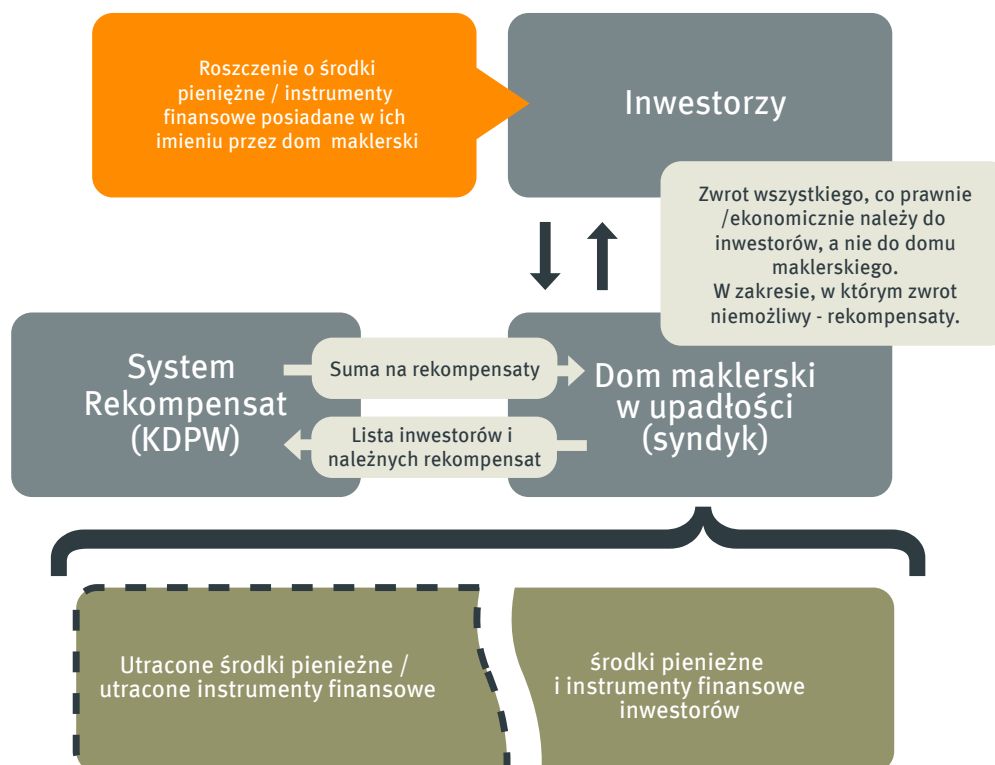 Roszczenie o środki
pieniężne / instrumenty
finansowe posiadane w ich
imieniu przez dom maklerski
Inwestorzy
Zwrot wszystkiego, co prawnie
/ekonomicznie należy do
inwestorów, a nie do domu
maklerskiego.
W zakresie, w którym zwrot
niemożliwy - rekompensaty.
System
Rekompensat
(KDPW)
Suma na rekompensaty
Lista inwestorów i
należnych rekompensat
Dom maklerski
w upadłości
(syndyk)
Utracone środki pienieżne /
utracone instrumenty finansowe
środki pienieżne
i instrumenty finansowe
inwestorów